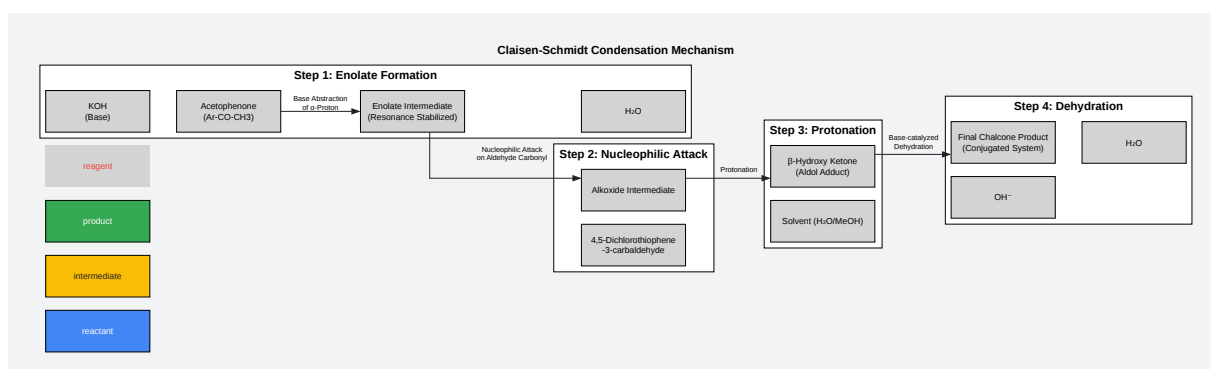 Claisen-Schmidt Condensation Mechanism
Step 1: Enolate Formation
KOH
(Base)
Acetophenone
(Ar-CO-CH3)
Base Abstraction
of α-Proton
Enolate Intermediate
(Resonance Stabilized)
H₂O
reagent
product
intermediate
reactant
Nucleophilic Attack
on Aldehyde Carbonyl
Step 2: Nucleophilic Attack
Alkoxide Intermediate
4,5-Dichlorothiophene
-3-carbaldehyde
Protonation
Step 3: Protonation
β-Hydroxy Ketone
(Aldol Adduct)
Solvent (H₂O/MeOH)
Base-catalyzed
Dehydration
Step 4: Dehydration
Final Chalcone Product
(Conjugated System)
H₂O
OH⁻